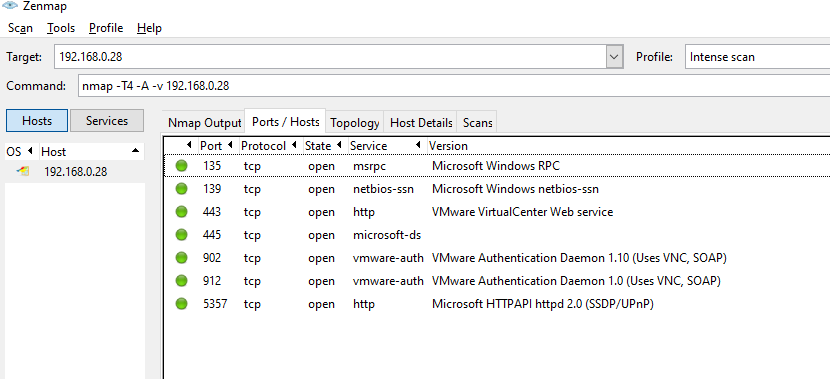 Zenmap
Scan Tools Profile Help
Target: 192.168.0.28 Profile: Intense scan
Command: nmap -T4 -A -v 192.168.0.28
Hosts Services Nmap Output Ports / Hosts Topology Host Details Scans
OS Host Port Protocol State Service Version
192.168.0.28 135 tcp open msrpc Microsoft Windows RPC
139 tcp open netbios-ssn Microsoft Windows netbios-ssn
443 tcp open http VMware VirtualCenter Web service
445 tcp open microsoft-ds
902 tcp open vmware-auth VMware Authentication Daemon 1.10 (Uses VNC, SOAP)
912 tcp open vmware-auth VMware Authentication Daemon 1.0 (Uses VNC, SOAP)
5357 tcp open http Microsoft HTTPAPI httpd 2.0 (SSDP/UPnP)